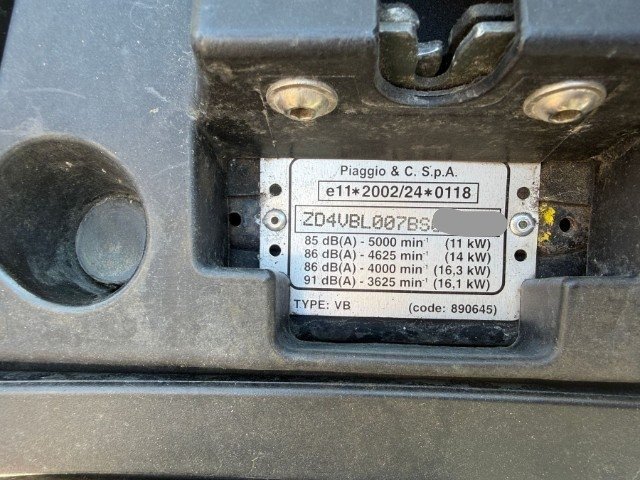 Piaggio & C. S.p.A.
e11*2002/24*0118
ZD4VBL007BS
85 dB(A) - 5000 min⁻¹ (11 kW)
86 dB(A) - 4625 min⁻¹ (14 kW)
86 dB(A) - 4000 min⁻¹ (16,3 kW)
91 dB(A) - 3625 min⁻¹ (16,1 kW)
TYPE: VB (code: 890645)